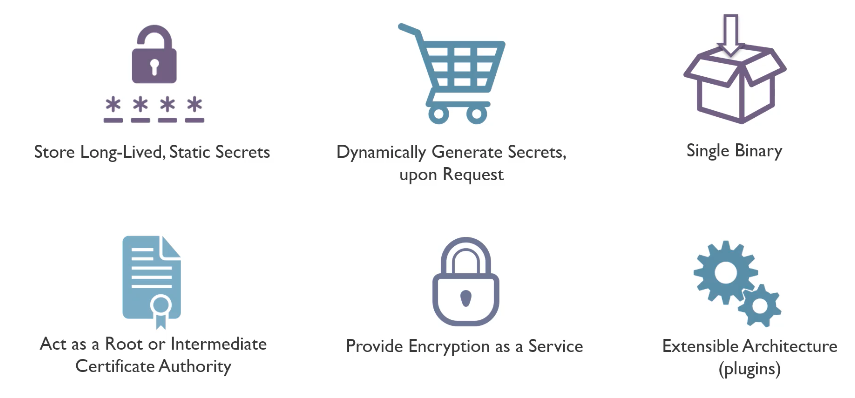 * * * *
Store Long-Lived, Static Secrets
Dynamically Generate Secrets,
upon Request
Single Binary
Act as a Root or Intermediate
Certificate Authority
Provide Encryption as a Service
Extensible Architecture
(plugins)